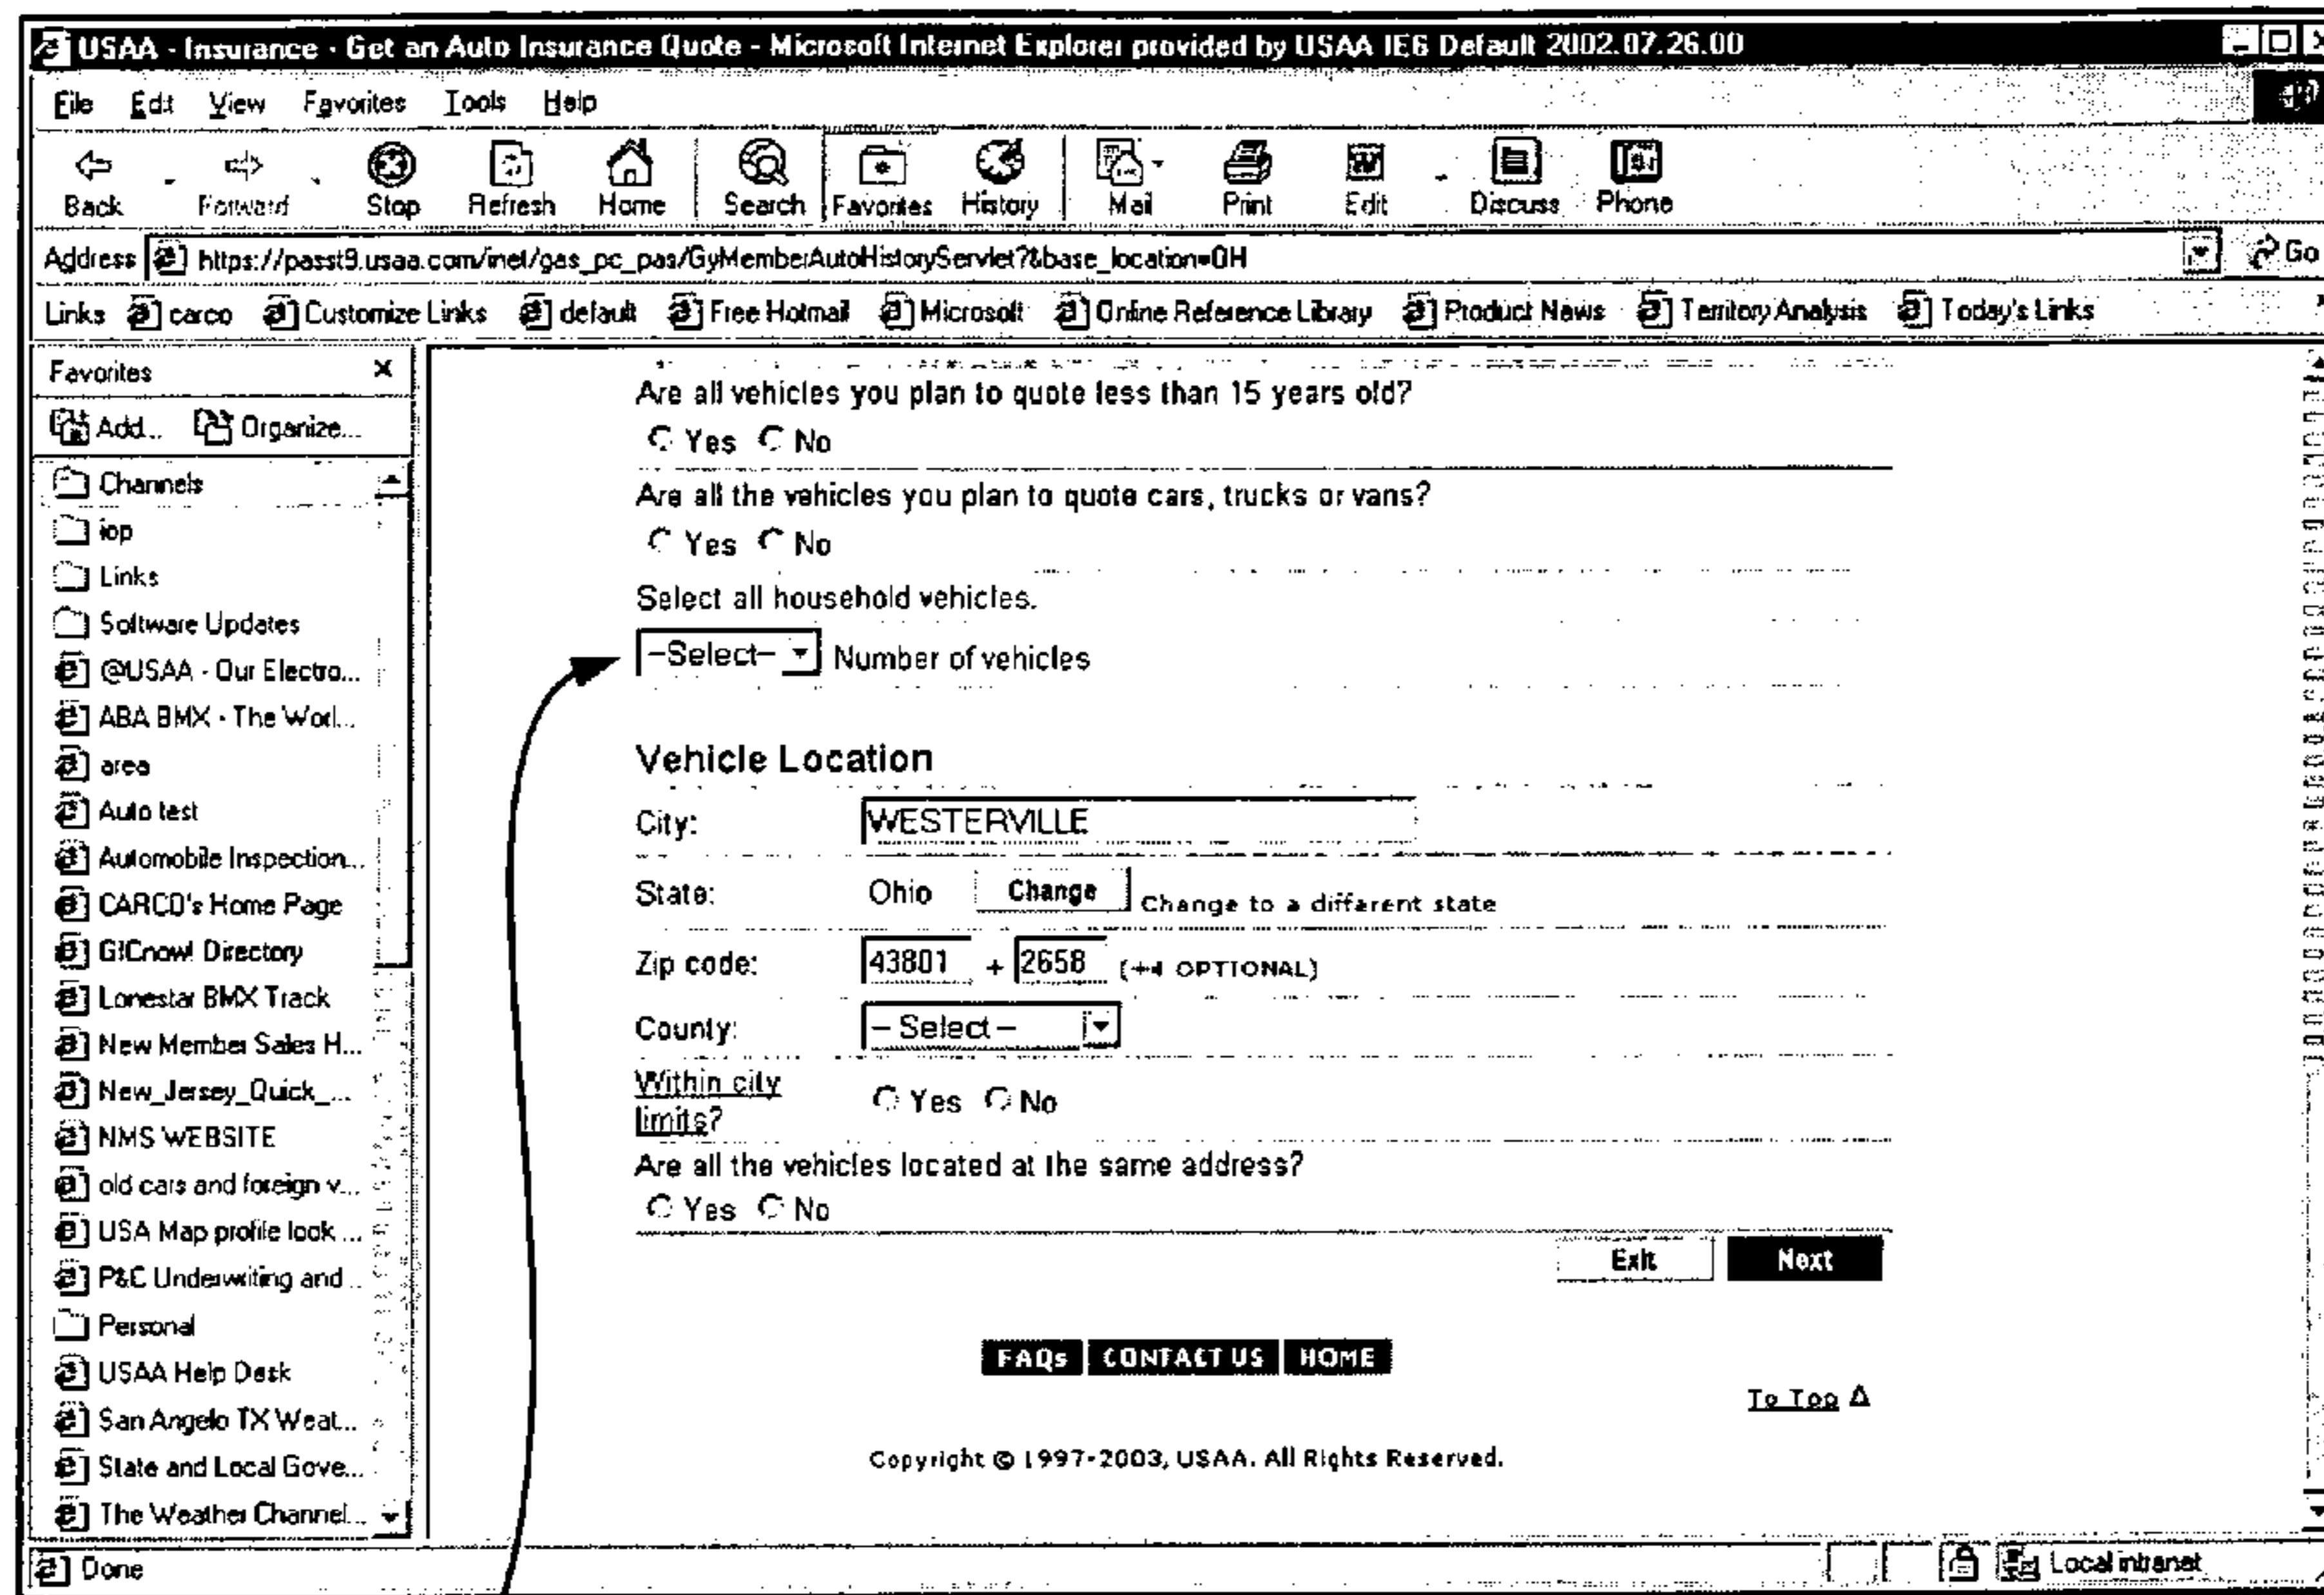 USAA - Insurance - Get an Auto Insurance Quote - Microsoft Internet Explorer provided by USAA IE6 Default 2002.07.26.00
File Edit View Favorites Tools Help
Back Forward Stop Refresh Home Search Favorites History Mail Print Edit Discuss Phone
Address https://passt9.usaa.com/inet/gas_pc_pas/GyMemberAutoHistoryServlet?&base_location=OH Go
Links carco Customize Links default Free Hotmail Microsoft Online Reference Library Product News Territory Analysis Today's Links
Favorites
Add... Organize...
Channels
iop
Links
Software Updates
@USAA - Our Electro...
ABA BMX - The Worl...
area
Auto test
Automobile Inspection...
CARCO's Home Page
GICnow! Directory
Lonestar BMX Track
New Member Sales H...
New_Jersey_Quick_...
NMS WEBSITE
old cars and foreign v...
USA Map profile look ...
P&C Underwriting and...
Personal
USAA Help Desk
San Angelo TX Weat...
State and Local Gove...
The Weather Channel...
Are all vehicles you plan to quote less than 15 years old?
Yes No
Are all the vehicles you plan to quote cars, trucks or vans?
Yes No
Select all household vehicles.
–Select– Number of vehicles
Vehicle Location
City: WESTERVILLE
State: Ohio Change Change to a different state
Zip code: 43801 + 2658 (+4 OPTIONAL)
County: – Select –
Within city
limits? Yes No
Are all the vehicles located at the same address?
Yes No
Exit Next
FAQs CONTACT US HOME
To Top
Copyright © 1997-2003, USAA. All Rights Reserved.
Done Local intranet